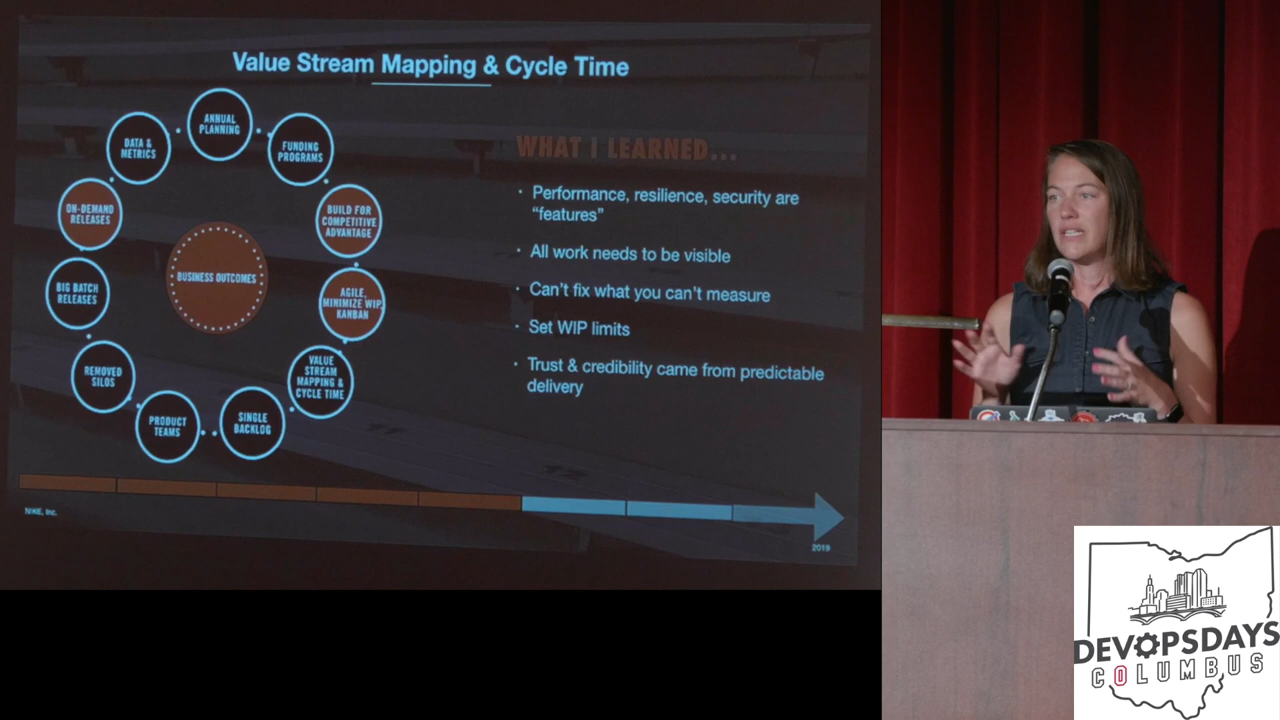 Value Stream Mapping & Cycle Time
ANNUAL
PLANNING
FUNDING
PROGRAMS
BUILD FOR
COMPETITIVE
ADVANTAGE
AGILE,
MINIMIZE WIP,
KANBAN
VALUE
STREAM
MAPPING &
CYCLE TIME
SINGLE
BACKLOG
PRODUCT
TEAMS
REMOVED
SILOS
BIG BATCH
RELEASES
ON-DEMAND
RELEASES
DATA &
METRICS
BUSINESS OUTCOMES
WHAT I LEARNED...
· Performance, resilience, security are
“features”
· All work needs to be visible
· Can’t fix what you can’t measure
· Set WIP limits
· Trust & credibility came from predictable
delivery
NIKE, Inc.
2019
DEVOPSDAYS
COLUMBUS